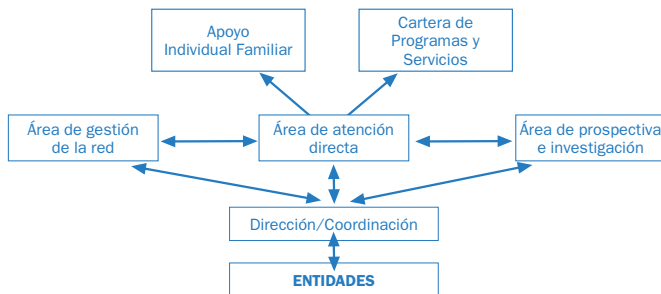 Apoyo
Individual Familiar
Cartera de
Programas y
Servicios
Área de gestión
de la red
Área de atención
directa
Área de prospectiva
e investigación
Dirección/Coordinación
ENTIDADES